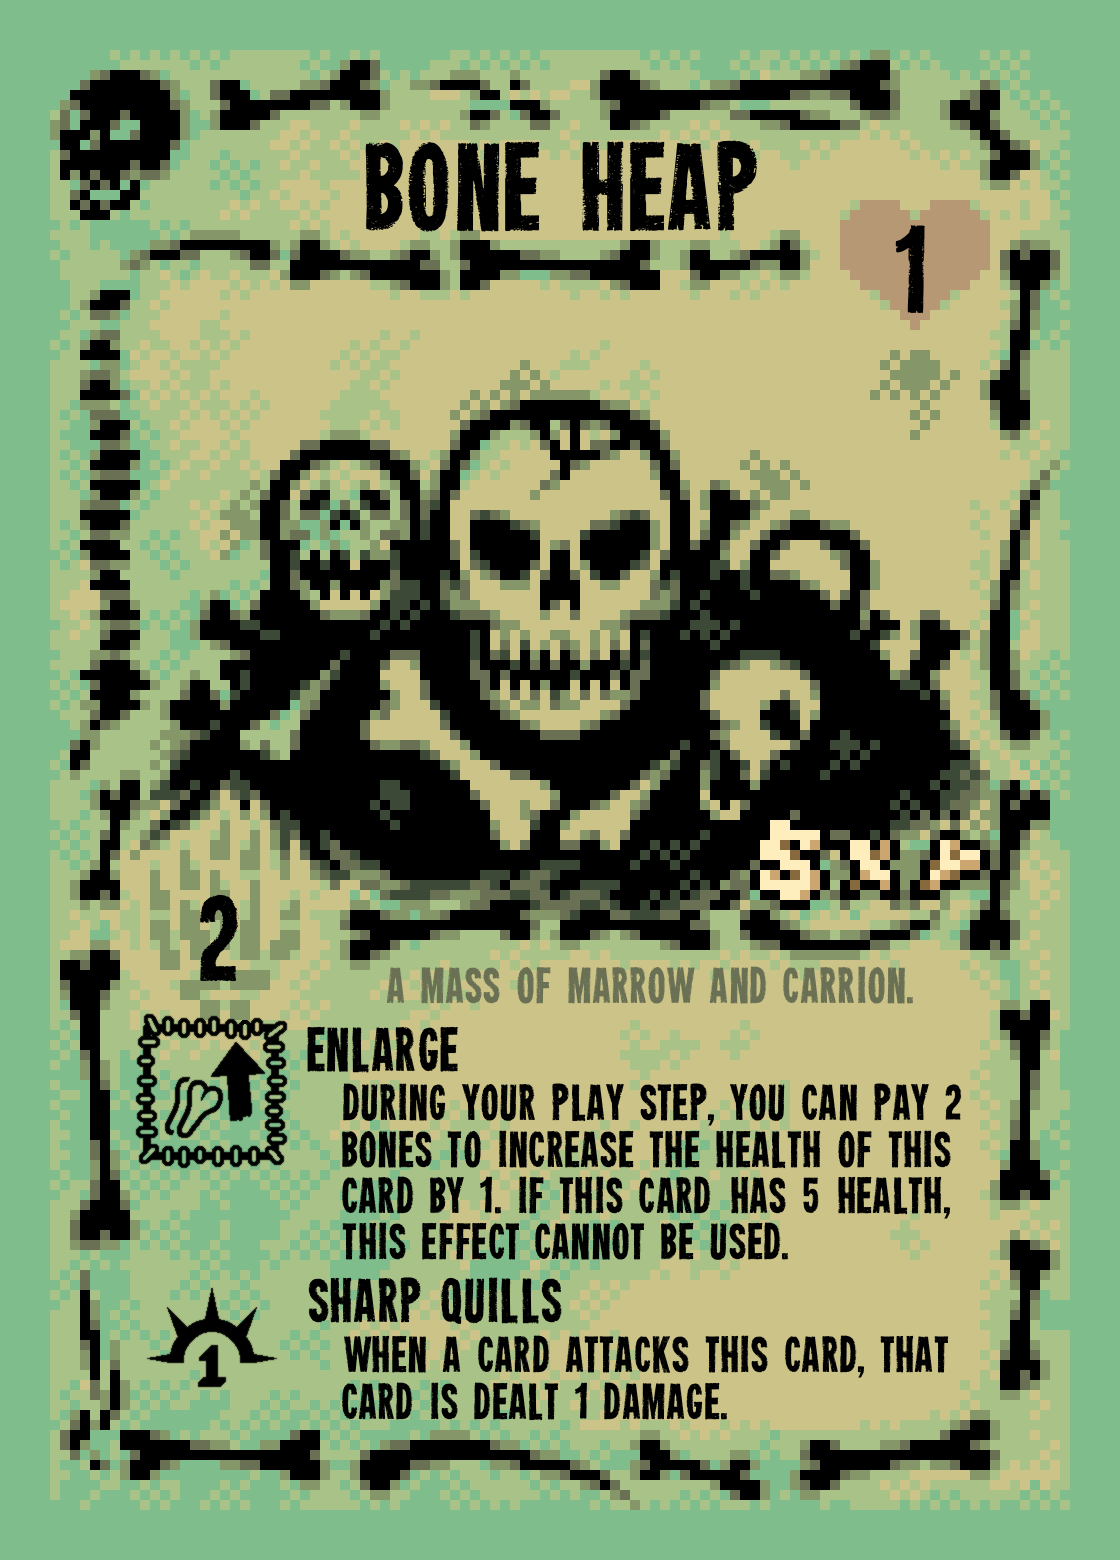 BONE HEAP
1
2
A MASS OF MARROW AND CARRION.
ENLARGE
DURING YOUR PLAY STEP, YOU CAN PAY 2
BONES TO INCREASE THE HEALTH OF THIS
CARD BY 1. IF THIS CARD HAS 5 HEALTH,
THIS EFFECT CANNOT BE USED.
SHARP QUILLS
1
WHEN A CARD ATTACKS THIS CARD, THAT
CARD IS DEALT 1 DAMAGE.